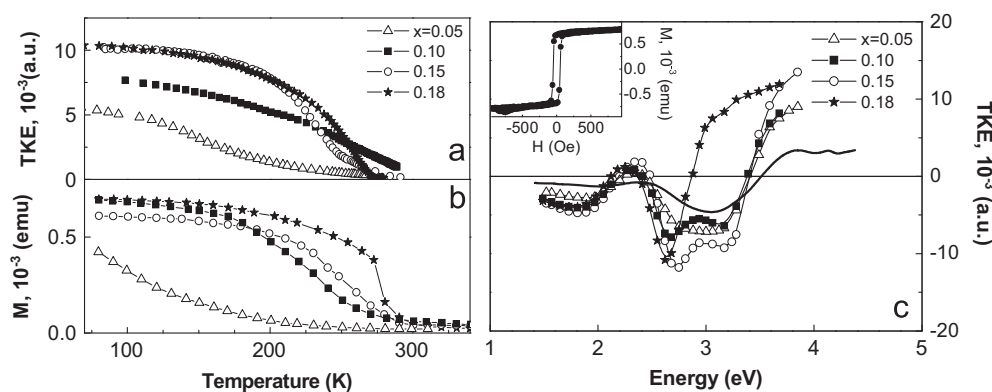 TKE, 10⁻³(a.u.)
10
5
0
x=0.05
0.10
0.15
0.18
a
M, 10⁻³ (emu)
0.5
0.0
b
100
200
300
Temperature (K)
M, 10⁻³ (emu)
0.5
0.0
-0.5
-500
0
500
H (Oe)
x=0.05
0.10
0.15
0.18
20
10
0
-10
-20
TKE, 10⁻³ (a.u.)
0
c
1
2
3
4
5
Energy (eV)